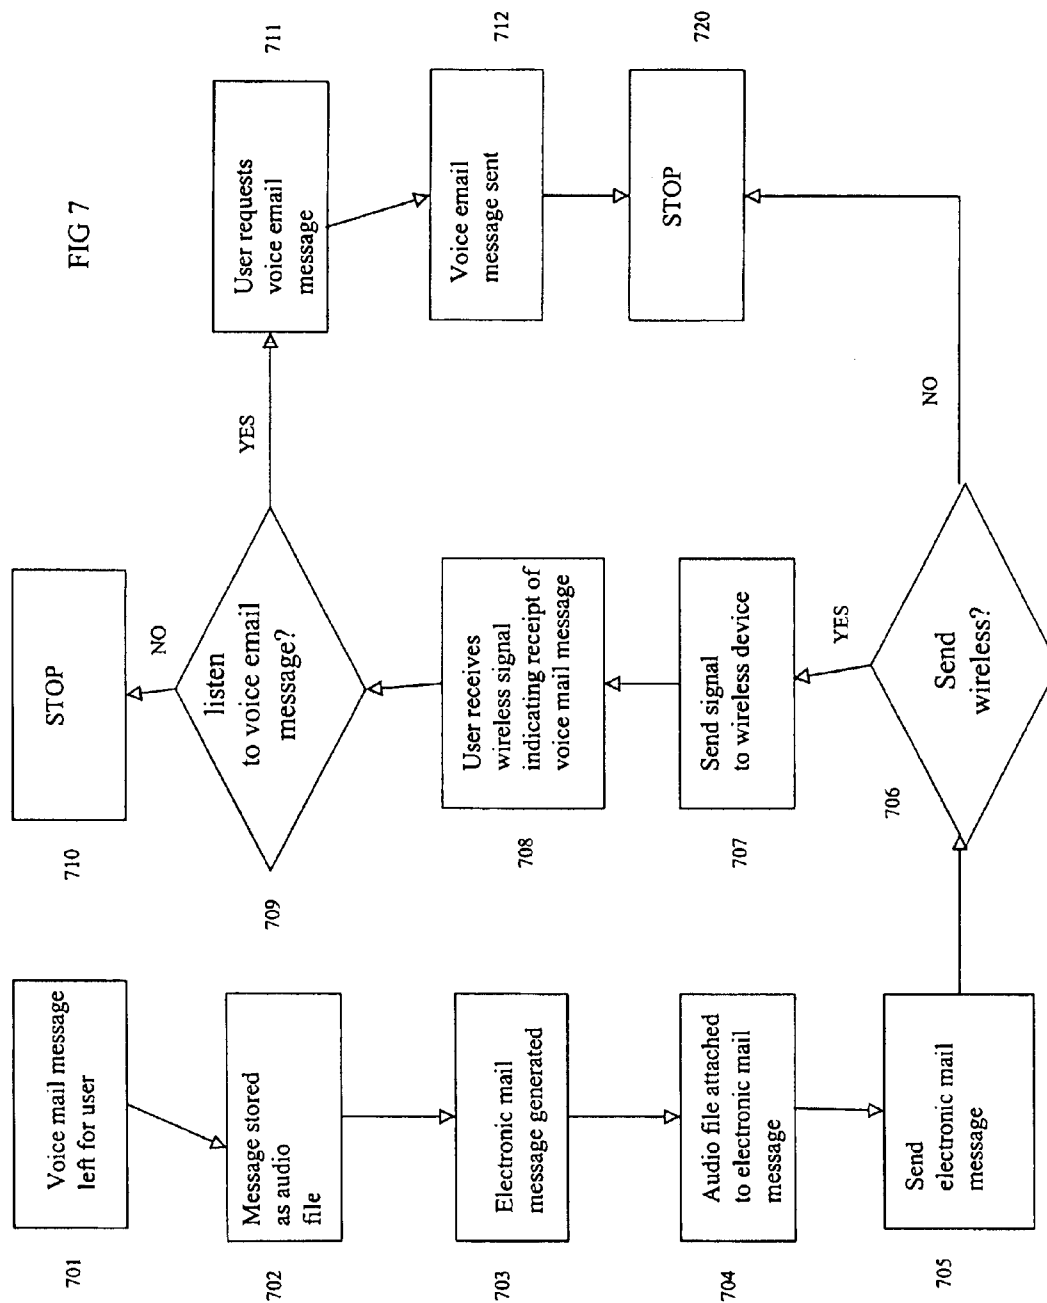 FIG 7
701
Voice mail message
left for user
702
Message stored
as audio
file
703
Electronic mail
message generated
704
Audio file attached
to electronic mail
message
705
Send
electronic mail
message
706
Send
wireless?
YES
NO
707
Send signal
to wireless device
708
User receives
wireless signal
indicating receipt of
voice mail message
709
listen
to voice email
message?
NO
YES
710
STOP
711
User requests
voice email
message
712
Voice email
message sent
720
STOP